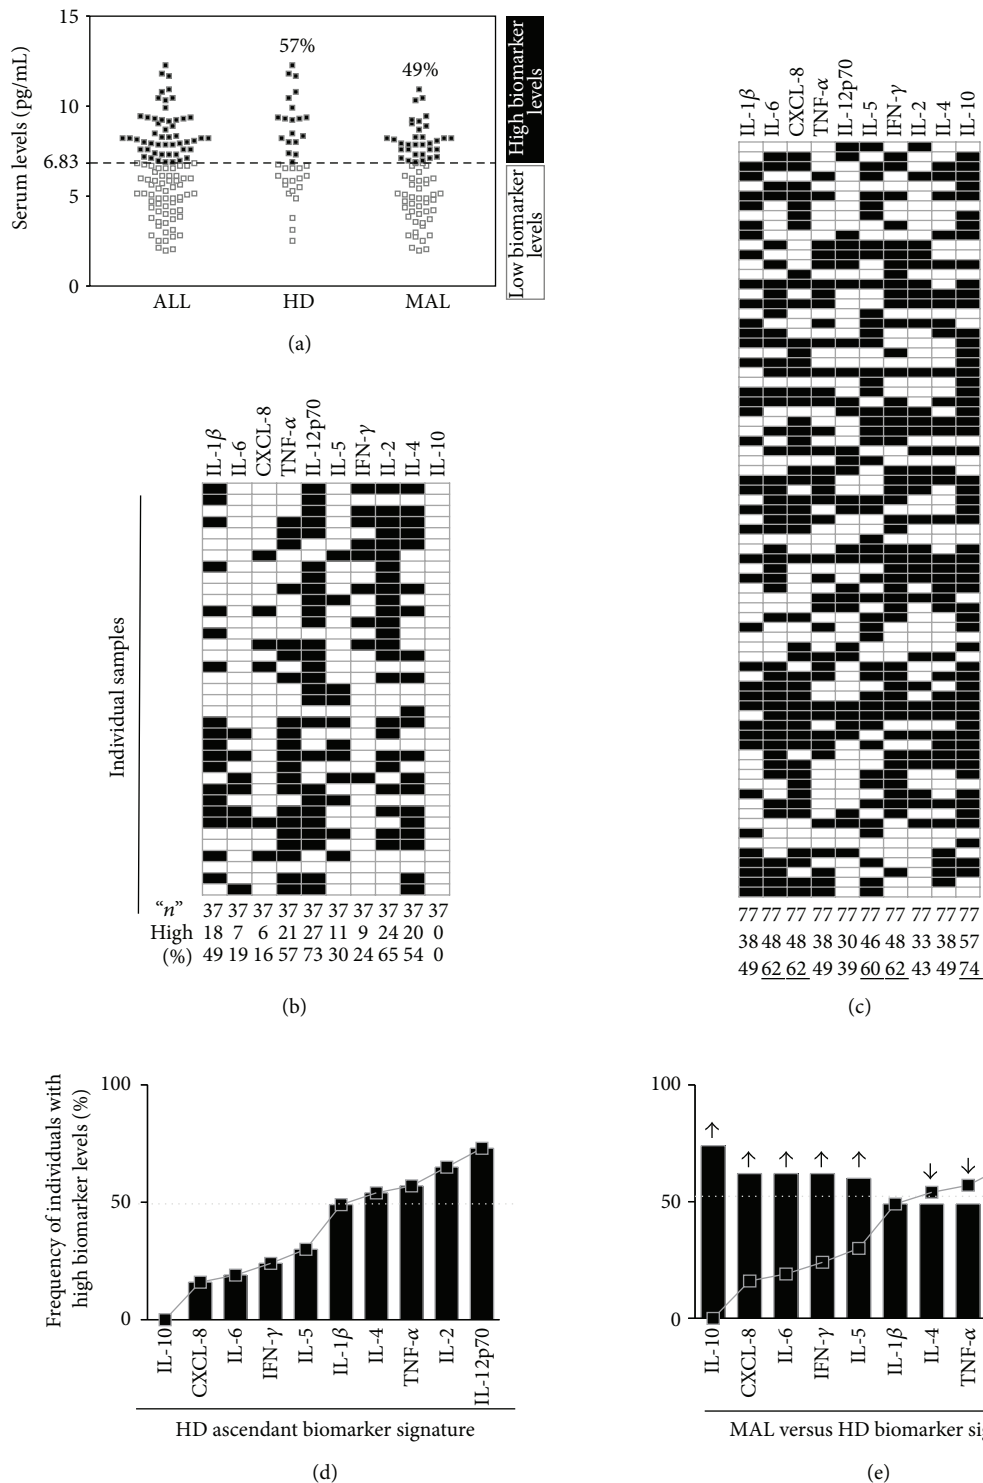 15
10
6.83
5
0
Serum levels (pg/mL)
57%
49%
ALL HD MAL
High biomarker levels
Low biomarker levels
(a)
IL-1β IL-6 CXCL-8 TNF-α IL-12p70 IL-5 IFN-γ IL-2 IL-4 IL-10
Individual samples
“n” 37 37 37 37 37 37 37 37 37 37
High 18 7 6 21 27 11 9 24 20 0
(%) 49 19 16 57 73 30 24 65 54 0
(b)
IL-1β IL-6 CXCL-8 TNF-α IL-12p70 IL-5 IFN-γ IL-2 IL-4 IL-10
77 77 77 77 77 77 77 77 77 77
38 48 48 38 30 46 48 33 38 57
49 62 62 49 39 60 62 43 49 74
(c)
Frequency of individuals with
high biomarker levels (%)
100
50
0
IL-10 CXCL-8 IL-6 IFN-γ IL-5 IL-1β IL-4 TNF-α IL-2 IL-12p70
HD ascendant biomarker signature
(d)
100
50
0
↑ ↑ ↑ ↑ ↑ ↓ ↓
IL-10 CXCL-8 IL-6 IFN-γ IL-5 IL-1β IL-4 TNF-α
MAL versus HD biomarker sig
(e)